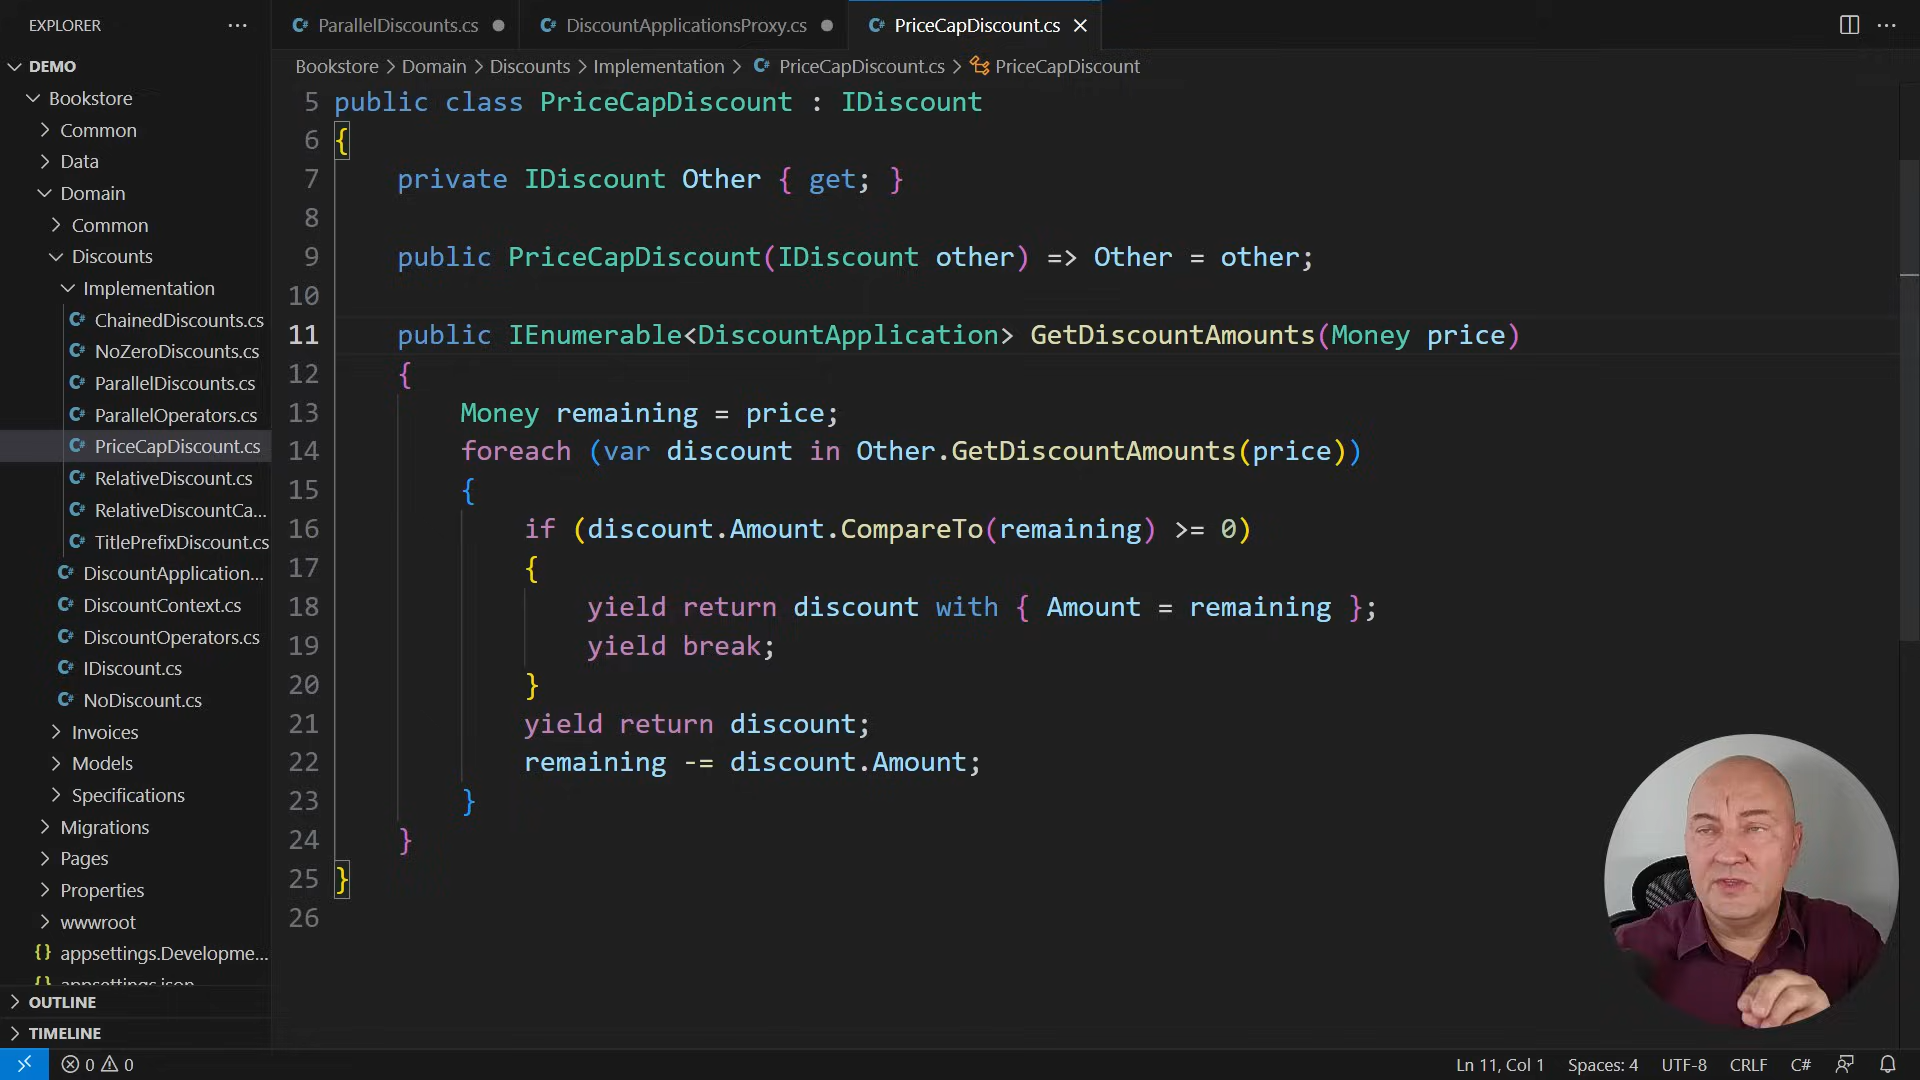 EXPLORER
DEMO
Bookstore
Common
Data
Domain
Common
Discounts
Implementation
C# ChainedDiscounts.cs
C# NoZeroDiscounts.cs
C# ParallelDiscounts.cs
C# ParallelOperators.cs
C# PriceCapDiscount.cs
C# RelativeDiscount.cs
C# RelativeDiscountCa...
C# TitlePrefixDiscount.cs
C# DiscountApplication...
C# DiscountContext.cs
C# DiscountOperators.cs
C# IDiscount.cs
C# NoDiscount.cs
Invoices
Models
Specifications
Migrations
Pages
Properties
wwwroot
{} appsettings.Developme...
{} appsettings.json
OUTLINE
TIMELINE
C# ParallelDiscounts.cs
C# DiscountApplicationsProxy.cs
C# PriceCapDiscount.cs
Bookstore > Domain > Discounts > Implementation > C# PriceCapDiscount.cs > PriceCapDiscount
5 public class PriceCapDiscount : IDiscount
6 {
7     private IDiscount Other { get; }
8
9     public PriceCapDiscount(IDiscount other) => Other = other;
10
11     public IEnumerable<DiscountApplication> GetDiscountAmounts(Money price)
12     {
13         Money remaining = price;
14         foreach (var discount in Other.GetDiscountAmounts(price))
15         {
16             if (discount.Amount.CompareTo(remaining) >= 0)
17             {
18                 yield return discount with { Amount = remaining };
19                 yield break;
20             }
21             yield return discount;
22             remaining -= discount.Amount;
23         }
24     }
25 }
26
0 0
Ln 11, Col 1
Spaces: 4
UTF-8
CRLF
C#